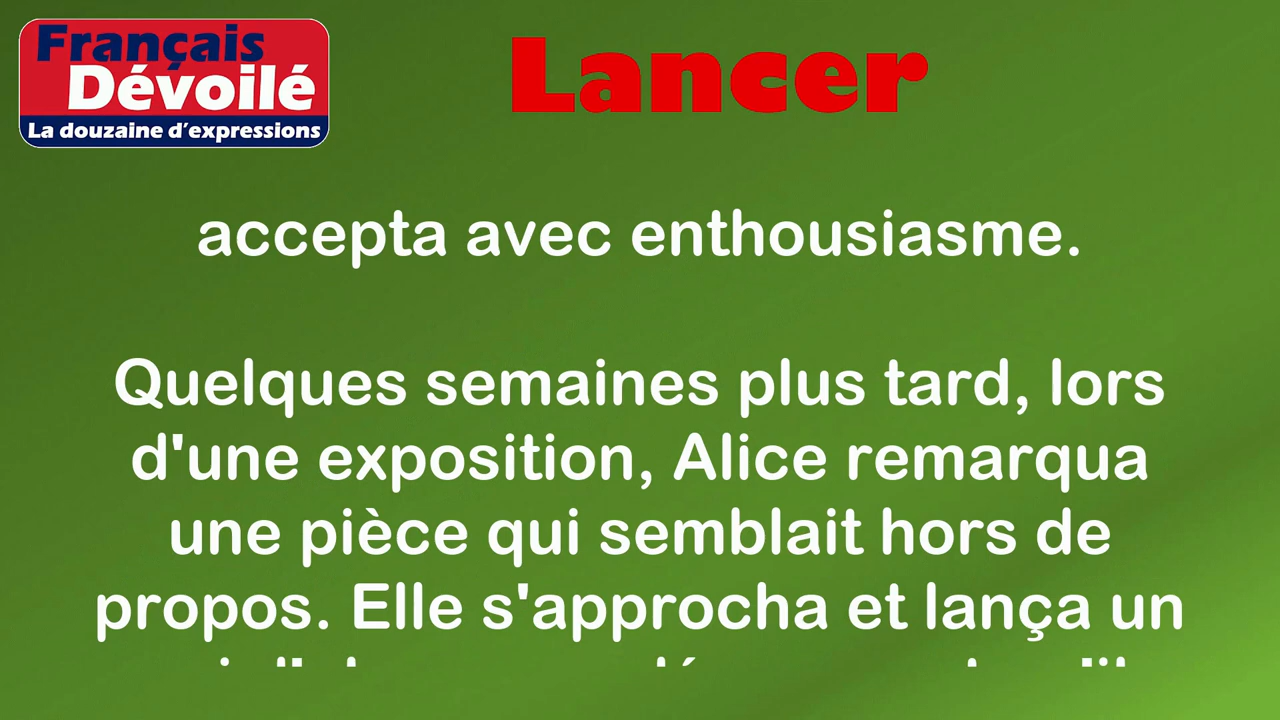 Français
Dévoilé
La douzaine d'expressions
Lancer
accepta avec enthousiasme.
Quelques semaines plus tard, lors
d'une exposition, Alice remarqua
une pièce qui semblait hors de
propos. Elle s'approcha et lança un